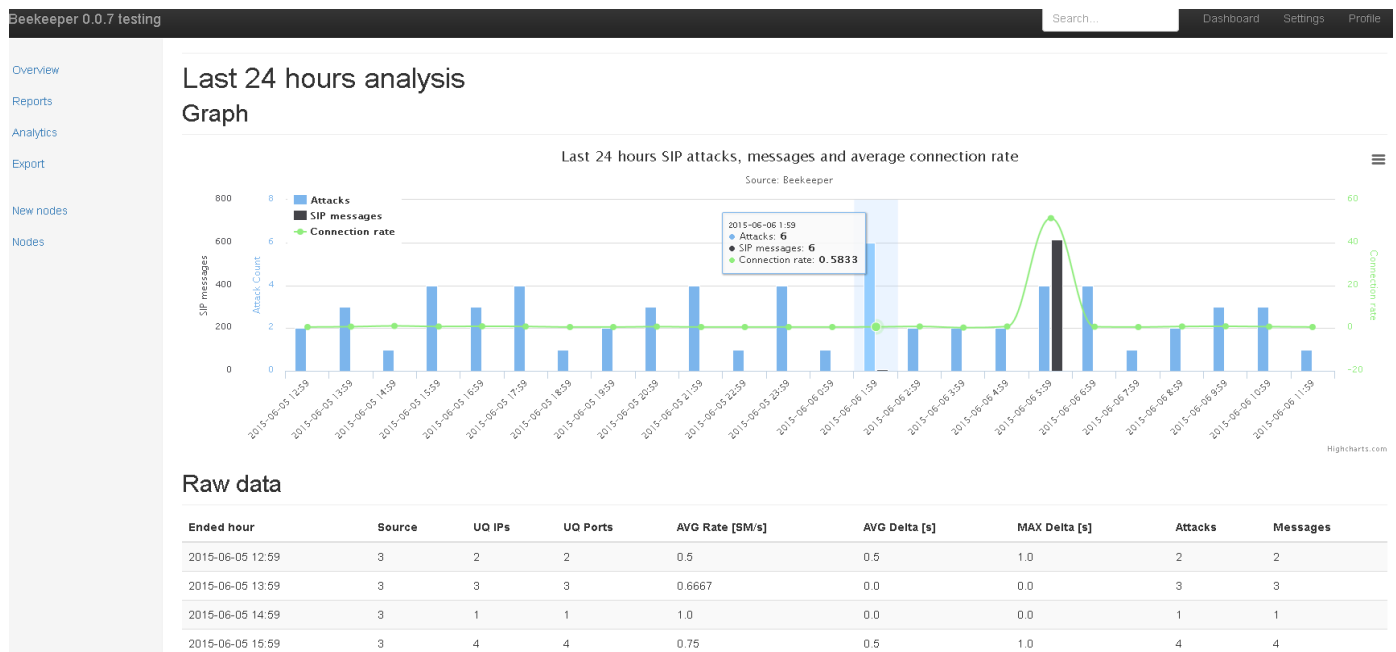 Beekeeper 0.0.7 testing
Search...
Dashboard Settings Profile
Overview
Reports
Analytics
Export
New nodes
Nodes
Last 24 hours analysis
Graph
Last 24 hours SIP attacks, messages and average connection rate
Source: Beekeeper
SIP messages
800
600
400
200
0
Attack Count
8
6
4
2
0
Attacks
SIP messages
Connection rate
2015-06-06 1:59
● Attacks: 6
● SIP messages: 6
● Connection rate: 0.5833
60
40
20
0
-20
Connection rate
2015-06-05 12:59
2015-06-05 13:59
2015-06-05 14:59
2015-06-05 15:59
2015-06-05 16:59
2015-06-05 17:59
2015-06-05 18:59
2015-06-05 19:59
2015-06-05 20:59
2015-06-05 21:59
2015-06-05 22:59
2015-06-05 23:59
2015-06-06 0:59
2015-06-06 1:59
2015-06-06 2:59
2015-06-06 3:59
2015-06-06 4:59
2015-06-06 5:59
2015-06-06 6:59
2015-06-06 7:59
2015-06-06 8:59
2015-06-06 9:59
2015-06-06 10:59
2015-06-06 11:59
Highcharts.com
Raw data
Ended hour Source UQ IPs UQ Ports AVG Rate [SM/s] AVG Delta [s] MAX Delta [s] Attacks Messages
2015-06-05 12:59 3 2 2 0.5 0.5 1.0 2 2
2015-06-05 13:59 3 3 3 0.6667 0.0 0.0 3 3
2015-06-05 14:59 3 1 1 1.0 0.0 0.0 1 1
2015-06-05 15:59 3 4 4 0.75 0.5 1.0 4 4